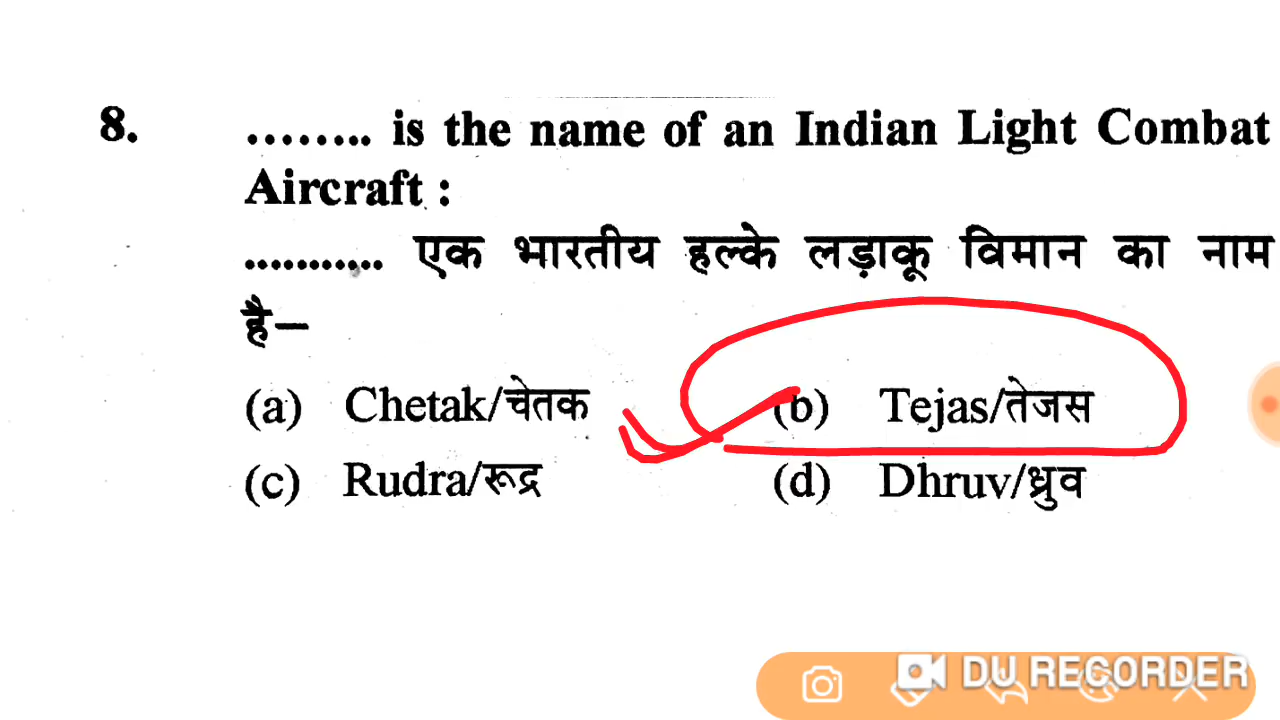 8. …….. is the name of an Indian Light Combat
Aircraft :
........... एक भारतीय हल्के लड़ाकू विमान का नाम
है–
(a) Chetak/चेतक (b) Tejas/तेजस
(c) Rudra/रूद्र (d) Dhruv/ध्रुव
DU RECORDER